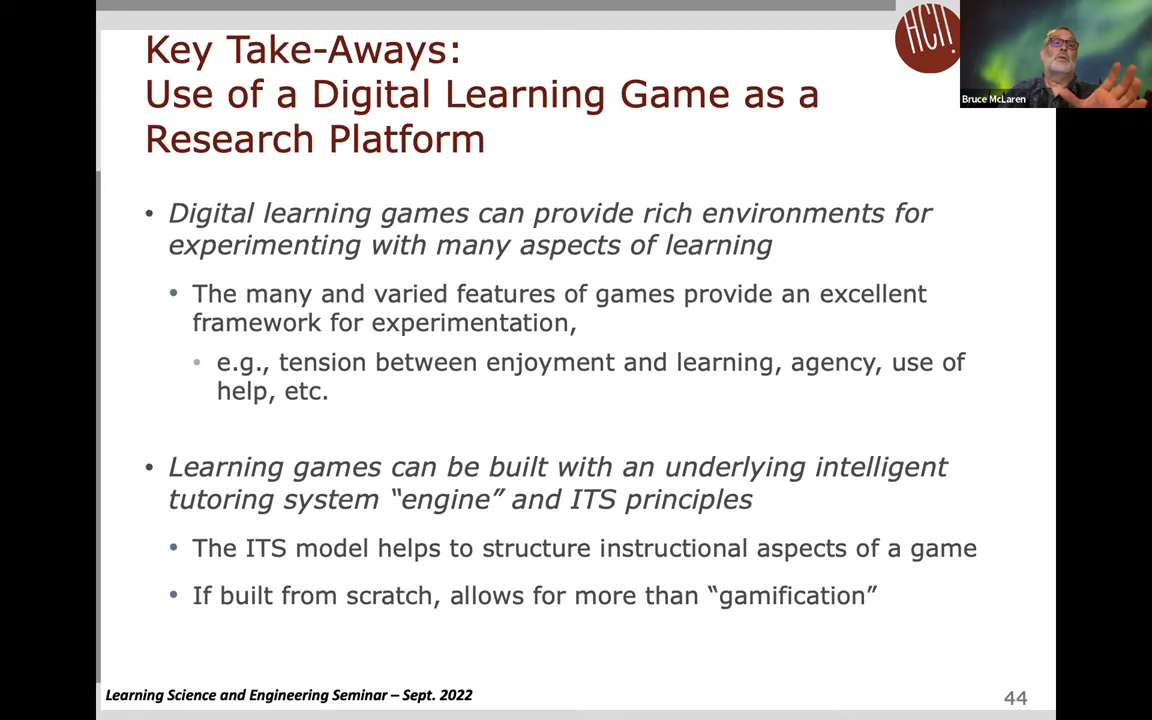 Key Take-Aways:
Use of a Digital Learning Game as a
Research Platform
HCII
Bruce McLaren
• Digital learning games can provide rich environments for
experimenting with many aspects of learning
• The many and varied features of games provide an excellent
framework for experimentation,
• e.g., tension between enjoyment and learning, agency, use of
help, etc.
• Learning games can be built with an underlying intelligent
tutoring system “engine” and ITS principles
• The ITS model helps to structure instructional aspects of a game
• If built from scratch, allows for more than “gamification”
Learning Science and Engineering Seminar – Sept. 2022
44